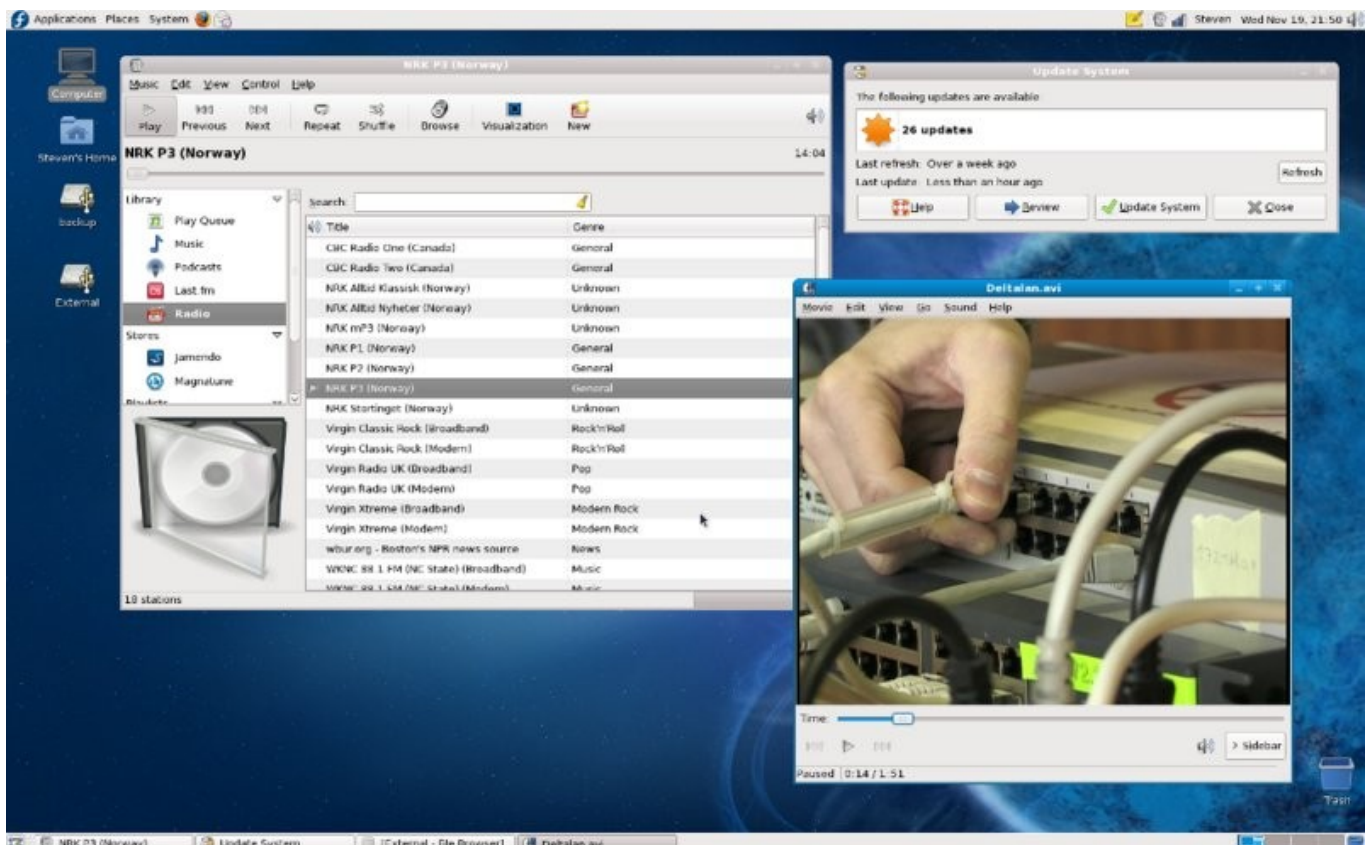 Applications Places System
Steven Wed Nov 19, 21:50
Computer
Steven's Home
backup
External
NRK P3 (Norway)
Music Edit View Control Help
Play Previous Next Repeat Shuffle Browse Visualization New
NRK P3 (Norway) 14:04
Library
Play Queue
Music
Podcasts
Last.fm
Radio
Stores
Jamendo
Magnatune
Playlists
Search:
Title Genre
CBC Radio One (Canada) General
CBC Radio Two (Canada) General
NRK Alltid Klassisk (Norway) Unknown
NRK Alltid Nyheter (Norway) Unknown
NRK mP3 (Norway) Unknown
NRK P1 (Norway) General
NRK P2 (Norway) General
NRK P3 (Norway) General
NRK Stortinget (Norway) Unknown
Virgin Classic Rock (Broadband) Rock'n'Roll
Virgin Classic Rock (Modem) Rock'n'Roll
Virgin Radio UK (Broadband) Pop
Virgin Radio UK (Modem) Pop
Virgin Xtreme (Broadband) Modern Rock
Virgin Xtreme (Modem) Modern Rock
wbur.org - Boston's NPR news source News
WKNC 88.1 FM (NC State) (Broadband) Music
WKNC 88.1 FM (NC State) (Modem) Music
18 stations
Update System
The following updates are available:
26 updates
Last refresh: Over a week ago
Refresh
Last update: Less than an hour ago
Help Review Update System Close
Deltalan.avi
Movie Edit View Go Sound Help
Time:
> Sidebar
Paused 0:14 / 1:51
Trash
NRK P3 (Norway) Update System [External - File Browser] Deltalan.avi